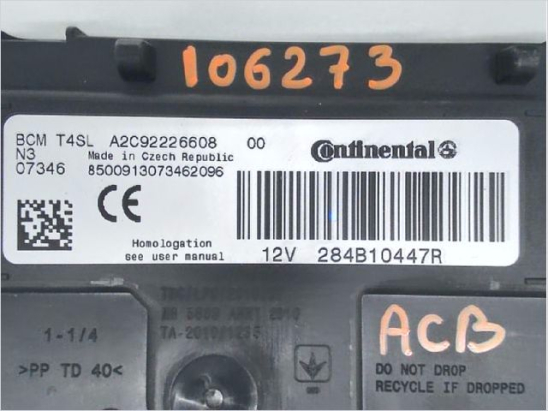 106273
BCM T4SL A2C92226608 00
N3 Made in Czech Republic
07346 8500913073462096
Continental
CE
Homologation
see user manual
12V 284B10447R
1-1/4
>PP TD 40<
ACB
DO NOT DROP
RECYCLE IF DROPPED